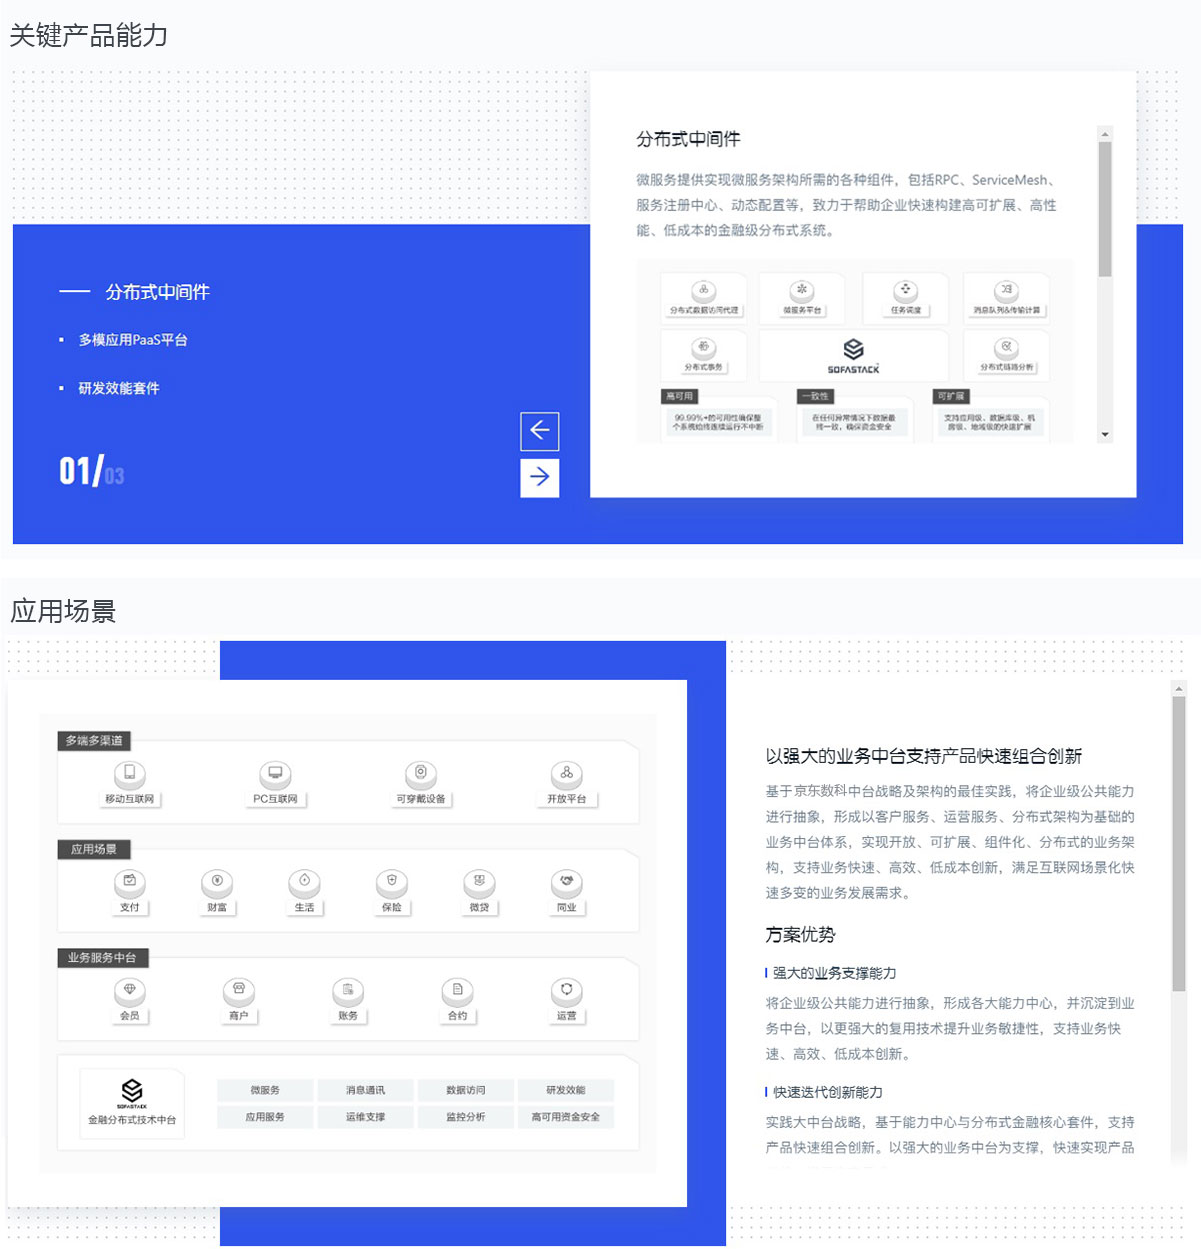 关键产品能力
分布式中间件
多模应用PaaS平台
研发效能套件
01/03
分布式中间件
微服务提供实现微服务架构所需的各种组件，包括RPC、ServiceMesh、
服务注册中心、动态配置等，致力于帮助企业快速构建高可扩展、高性
能、低成本的金融级分布式系统。
分布式数据访问代理
微服务平台
任务调度
消息队列&传输计算
分布式事务
SOFASTACK
分布式链路分析
高可用
一致性
可扩展
99.99%+的可用性确保整
个系统始终连续运行不中断
在任何异常情况下数据最
终一致，确保资金安全
支持应用级、数据库级、机
房级、地域级的快速扩展
应用场景
多端多渠道
移动互联网
PC互联网
可穿戴设备
开放平台
应用场景
支付
财富
生活
保险
微贷
同业
业务服务中台
会员
商户
账务
合约
运营
SOFASTACK
金融分布式技术中台
微服务
消息通讯
数据访问
研发效能
应用服务
运维支撑
监控分析
高可用资金安全
以强大的业务中台支持产品快速组合创新
基于京东数科中台战略及架构的最佳实践，将企业级公共能力
进行抽象，形成以客户服务、运营服务、分布式架构为基础的
业务中台体系，实现开放、可扩展、组件化、分布式的业务架
构，支持业务快速、高效、低成本创新，满足互联网场景化快
速多变的业务发展需求。
方案优势
强大的业务支撑能力
将企业级公共能力进行抽象，形成各大能力中心，并沉淀到业
务中台，以更强大的复用技术提升业务敏捷性，支持业务快
速、高效、低成本创新。
快速迭代创新能力
实践大中台战略，基于能力中心与分布式金融核心套件，支持
产品快速组合创新。以强大的业务中台为支撑，快速实现产品